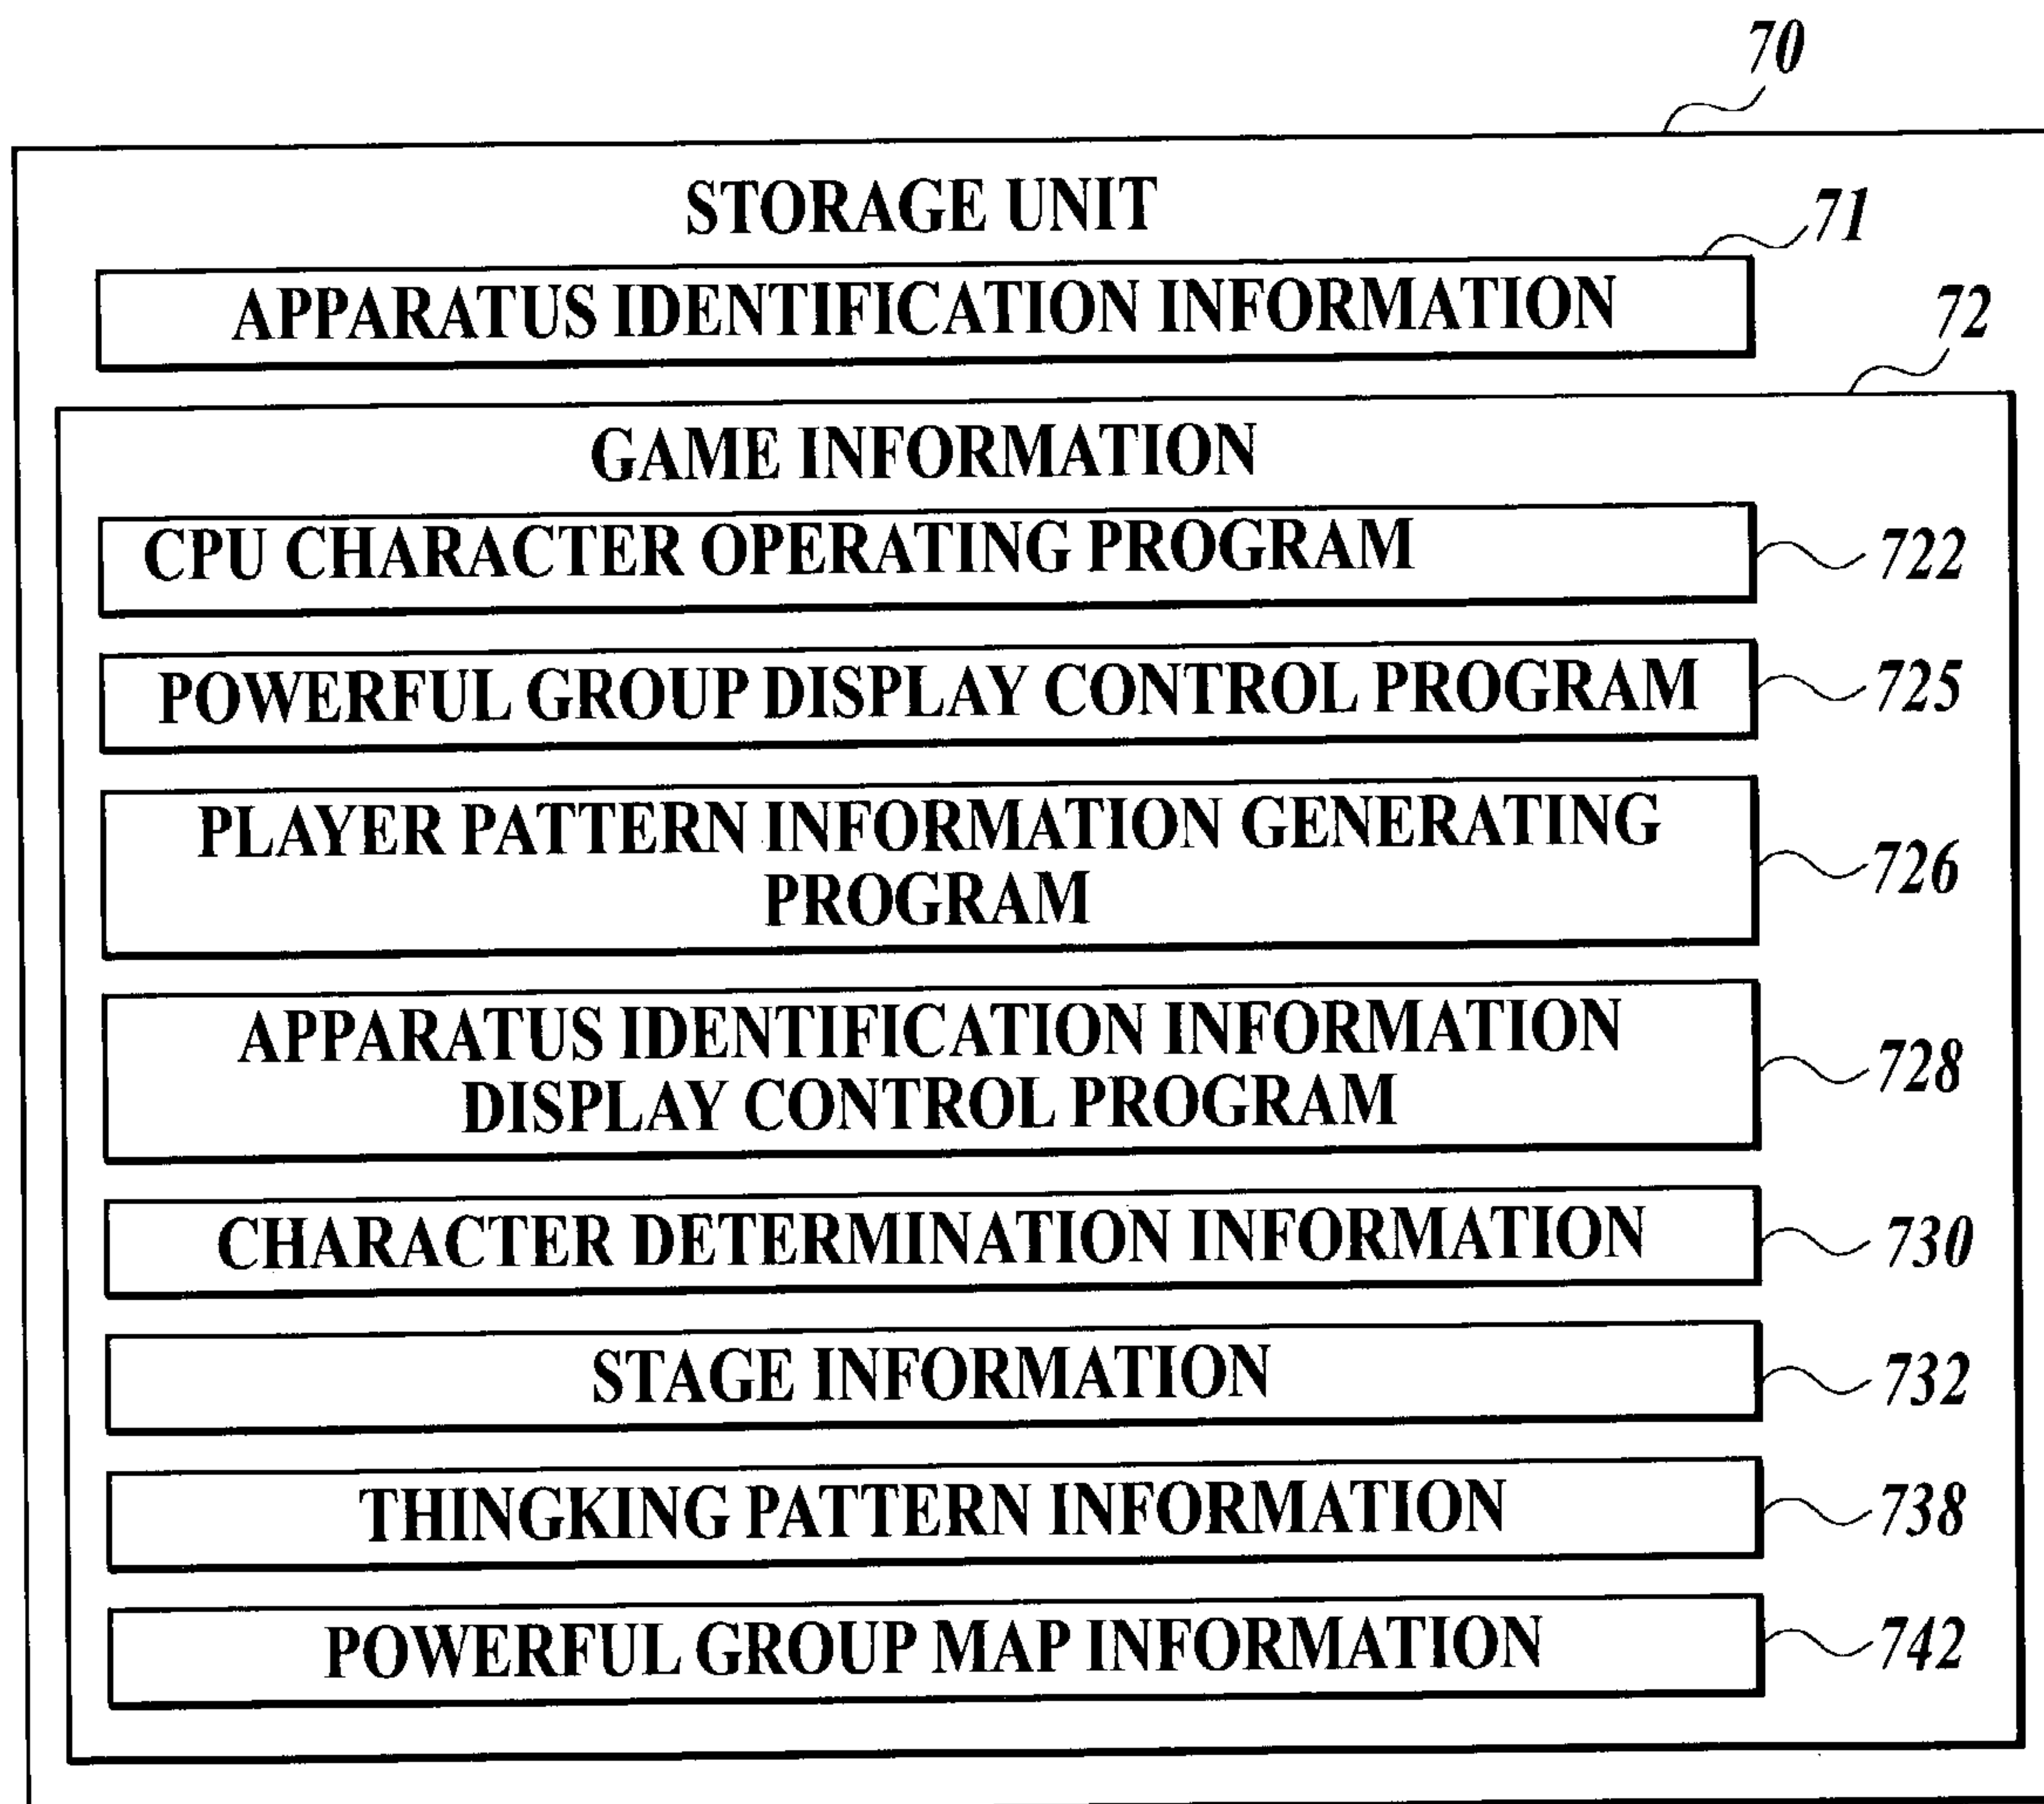 70
STORAGE UNIT
71
APPARATUS IDENTIFICATION INFORMATION
72
GAME INFORMATION
CPU CHARACTER OPERATING PROGRAM
722
POWERFUL GROUP DISPLAY CONTROL PROGRAM
725
PLAYER PATTERN INFORMATION GENERATING
PROGRAM
726
APPARATUS IDENTIFICATION INFORMATION
DISPLAY CONTROL PROGRAM
728
CHARACTER DETERMINATION INFORMATION
730
STAGE INFORMATION
732
THINGKING PATTERN INFORMATION
738
POWERFUL GROUP MAP INFORMATION
742